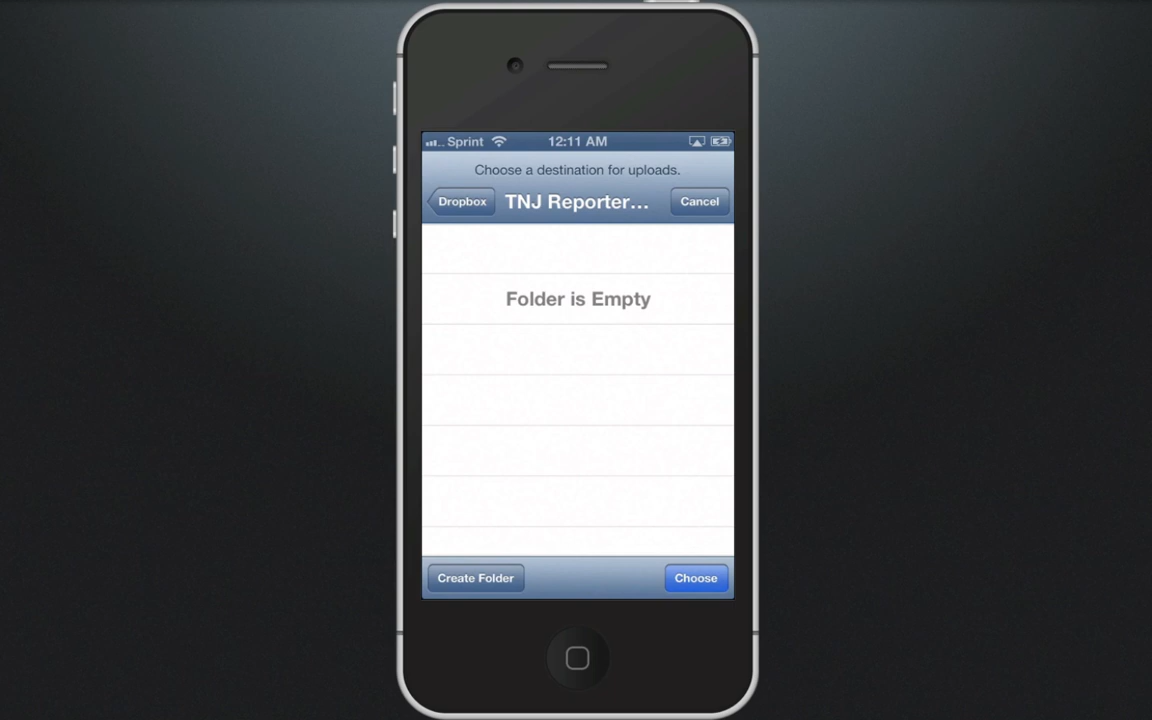 Sprint 12:11 AM
Choose a destination for uploads.
Dropbox TNJ Reporter... Cancel
Folder is Empty
Create Folder Choose